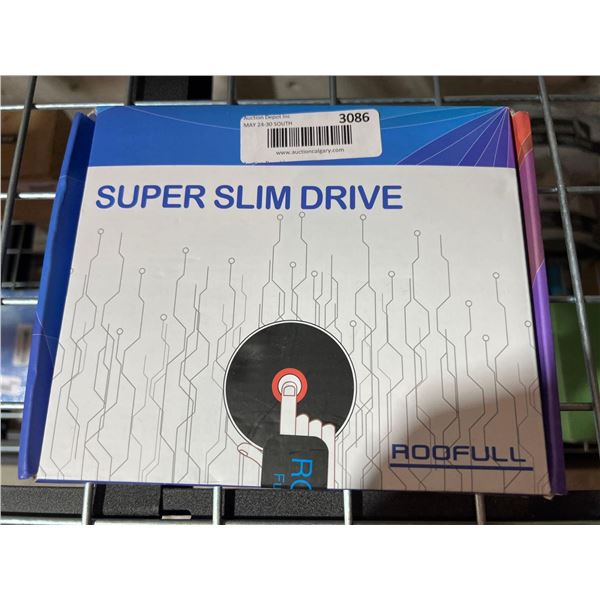 Auction Depot Inc
MAY 24-30 SOUTH
3086
www.auctioncalgary.com
SUPER SLIM DRIVE
ROOFULL